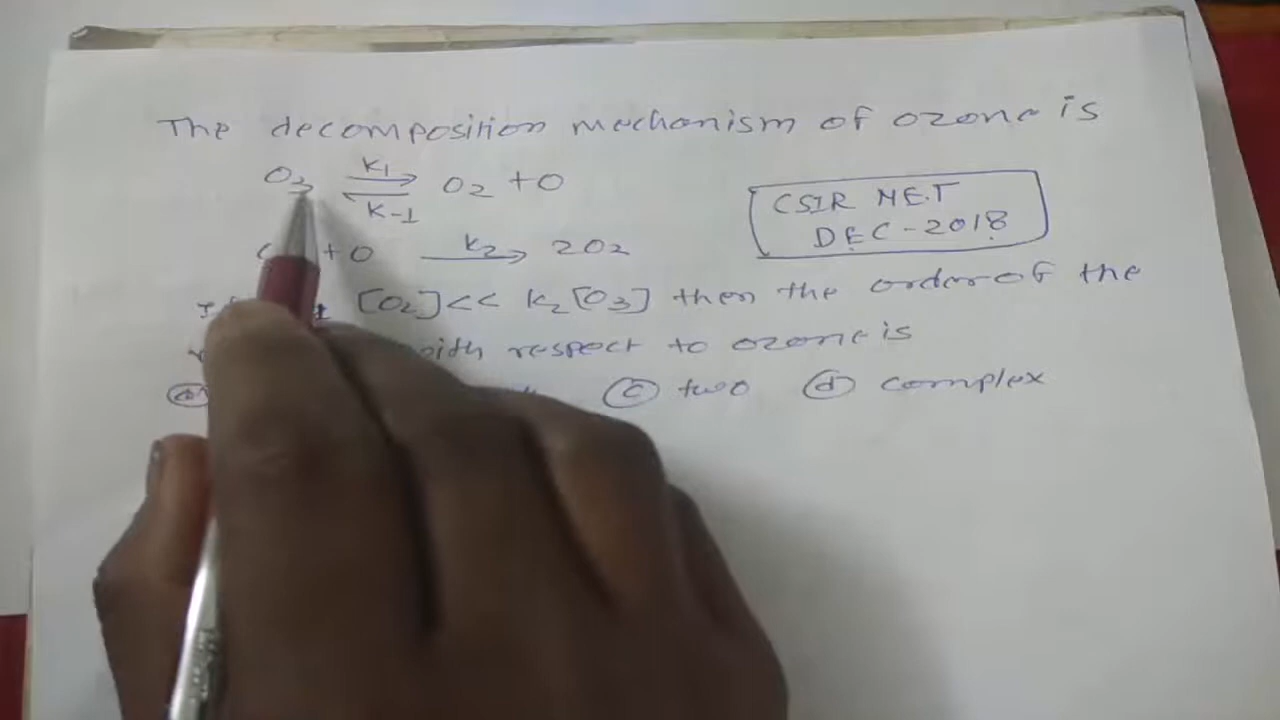 The decomposition mechanism of ozone is
O3 ⇌ O2 + O
K1
K-1
+ O → 2O2
K2
CSIR NET
DEC-2018
[O2] << K2[O3] then the order of the
with respect to ozone is
(a) (c) two (d) complex